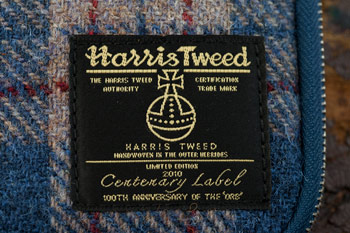 Harris Tweed
THE HARRIS TWEED CERTIFICATION
AUTHORITY TRADE MARK
HARRIS TWEED
HANDWOVEN IN THE OUTER HEBRIDES
LIMITED EDITION
2010
Centenary Label
100TH ANNIVERSARY OF THE "ORB"